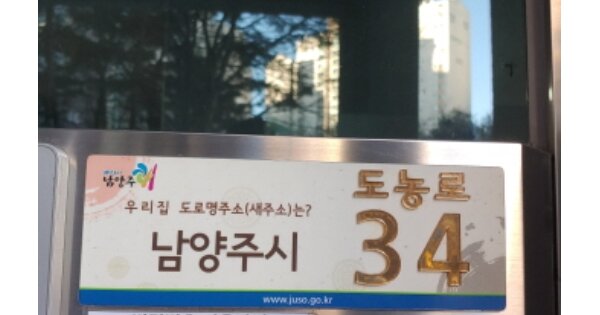 남양주
우리집 도로명주소(새주소)는?
남양주시
도농로
34
www.juso.go.kr